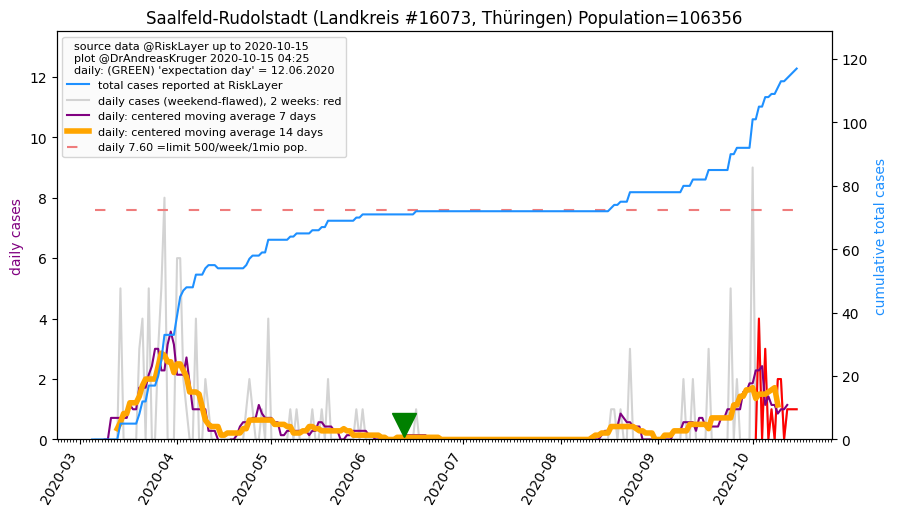 Saalfeld-Rudolstadt (Landkreis #16073, Thüringen) Population=106356
source data @RiskLayer up to 2020-10-15
plot @DrAndreasKruger 2020-10-15 04:25
daily: (GREEN) 'expectation day' = 12.06.2020
total cases reported at RiskLayer
daily cases (weekend-flawed), 2 weeks: red
daily: centered moving average 7 days
daily: centered moving average 14 days
daily 7.60 =limit 500/week/1mio pop.
daily cases
12
10
8
6
4
2
0
cumulative total cases
120
100
80
60
40
20
0
2020-03
2020-04
2020-05
2020-06
2020-07
2020-08
2020-09
2020-10